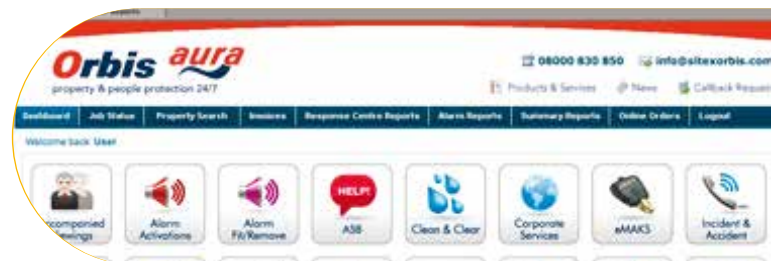 Orbis aura
property & people protection 24/7
08000 830 850 info@sitexorbis.com
Products & Services News Callback Request
Dashboard Job Status Property Search Invoices Response Centre Reports Alarm Reports Summary Reports Online Orders Logout
Welcome back User
HELP!
Alarm Alarm ASB Clean & Clear Corporate eMAKS Incident &
Activations Fit/Remove Services Accident